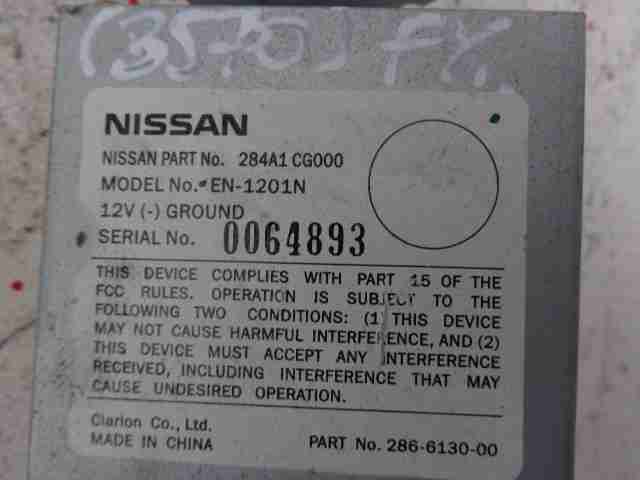 (3570) FX.
NISSAN
NISSAN PART No. 284A1 CG000
MODEL No. EN-1201N
12V (-) GROUND
SERIAL No. 0064893
THIS DEVICE COMPLIES WITH PART 15 OF THE
FCC RULES. OPERATION IS SUBJECT TO THE
FOLLOWING TWO CONDITIONS: (1) THIS DEVICE
MAY NOT CAUSE HARMFUL INTERFERENCE, AND (2)
THIS DEVICE MUST ACCEPT ANY INTERFERENCE
RECEIVED, INCLUDING INTERFERENCE THAT MAY
CAUSE UNDESIRED OPERATION.
Clarion Co., Ltd.
MADE IN CHINA
PART No. 286-6130-00